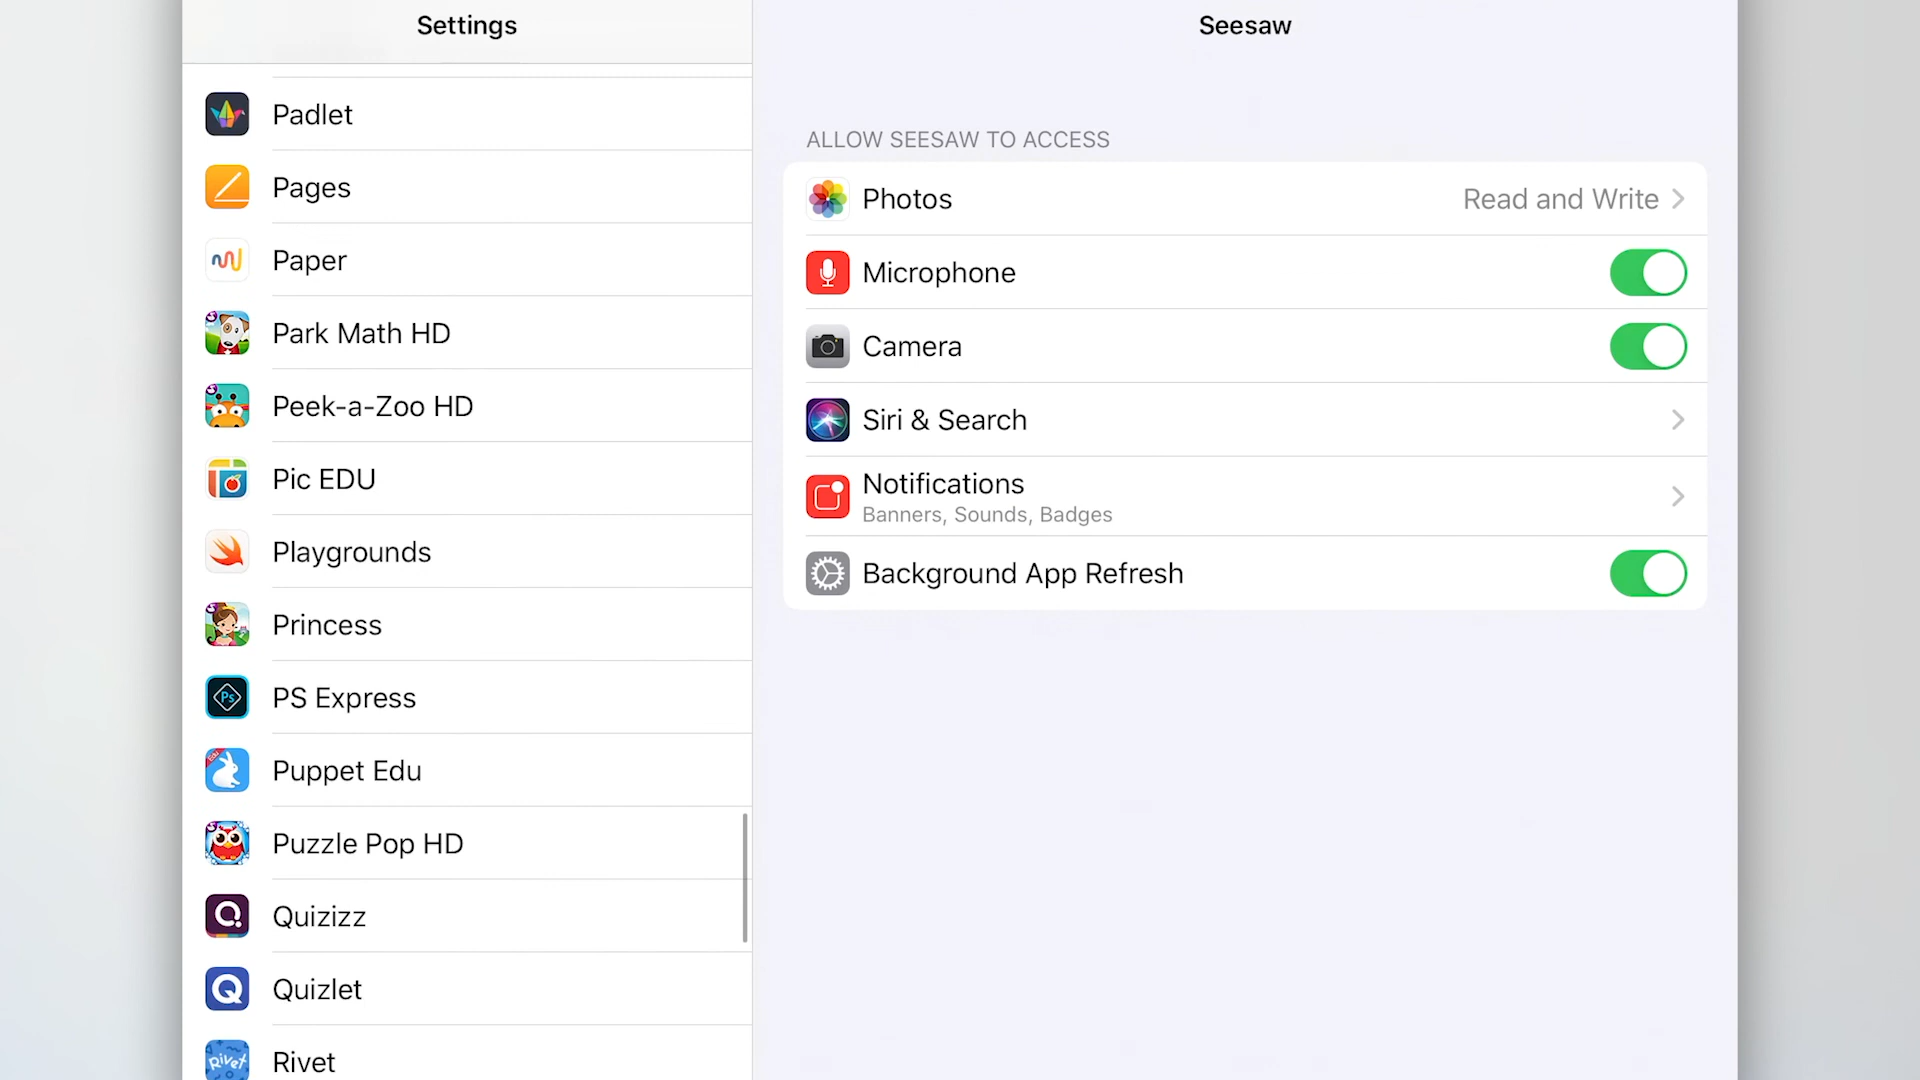 Settings
Padlet
Pages
Paper
Park Math HD
Peek-a-Zoo HD
Pic EDU
Playgrounds
Princess
PS Express
Ps
Puppet Edu
Puzzle Pop HD
Quizizz
Quizlet
Rivet
Rivet
Seesaw
ALLOW SEESAW TO ACCESS
Photos Read and Write
Microphone
Camera
Siri & Search
Notifications
Banners, Sounds, Badges
Background App Refresh